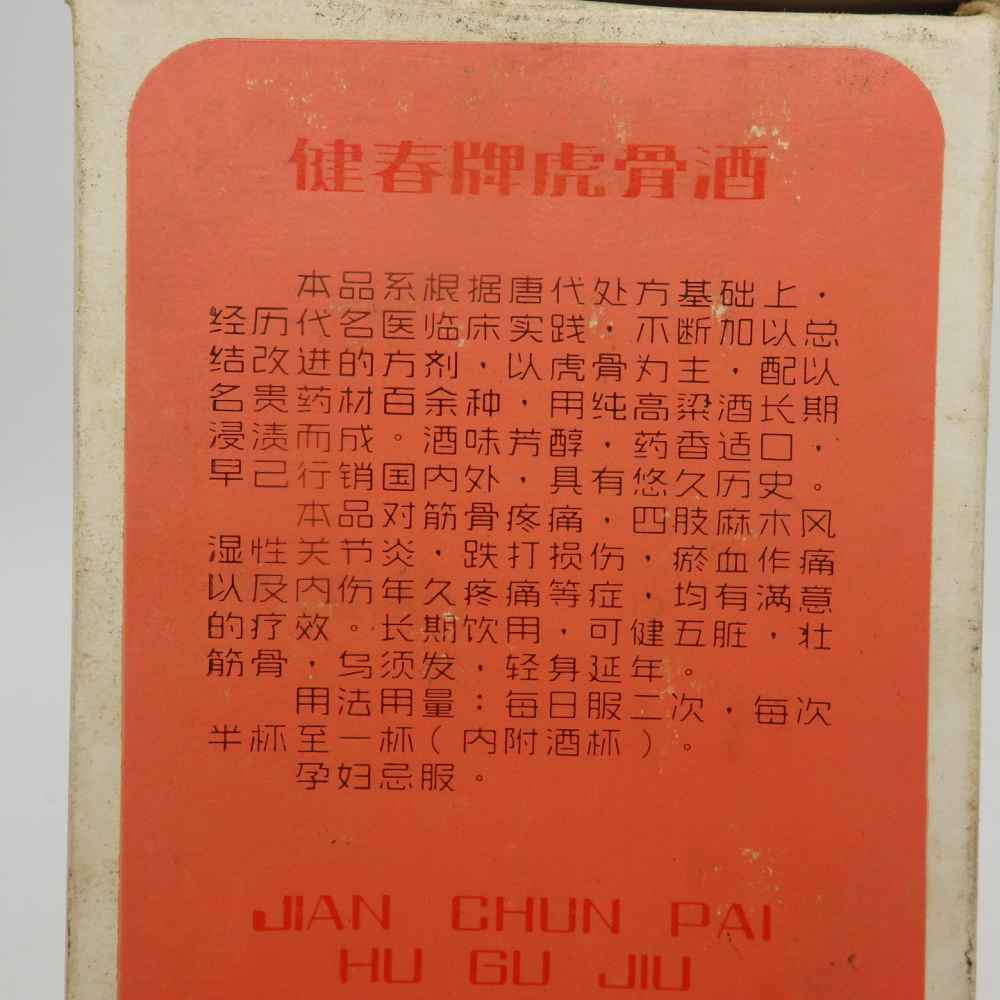 健春牌虎骨酒
本品系根据唐代处方基础上，
经历代名医临床实践，不断加以总
结改进的方剂，以虎骨为主，配以
名贵药材百余种，用纯高粱酒长期
浸渍而成。酒味芳醇，药香适口，
早已行销国内外，具有悠久历史。
本品对筋骨疼痛，四肢麻木风
湿性关节炎，跌打损伤，瘀血作痛
以及内伤年久疼痛等症，均有满意
的疗效。长期饮用，可健五脏，壮
筋骨，乌须发，轻身延年。
用法用量：每日服二次，每次
半杯至一杯（内附酒杯）。
孕妇忌服。
JIAN CHUN PAI
HU GU JIU